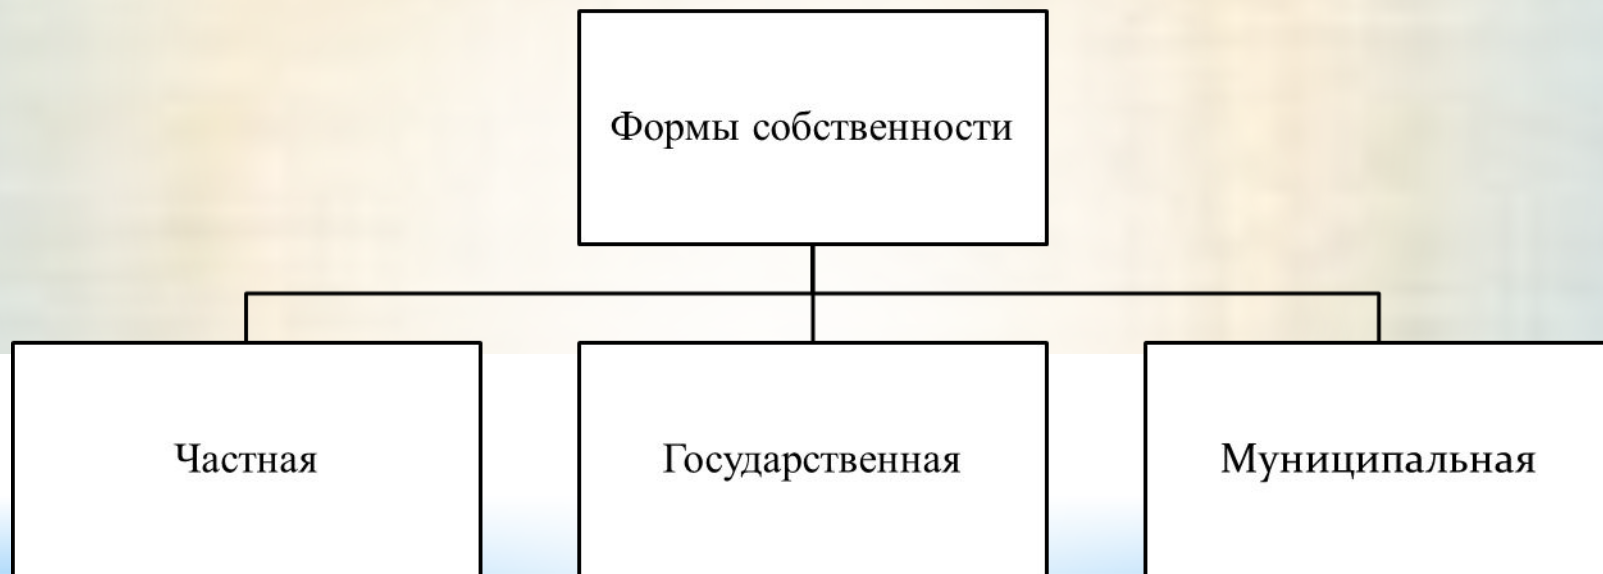 Формы собственности
Частная
Государственная
Муниципальная